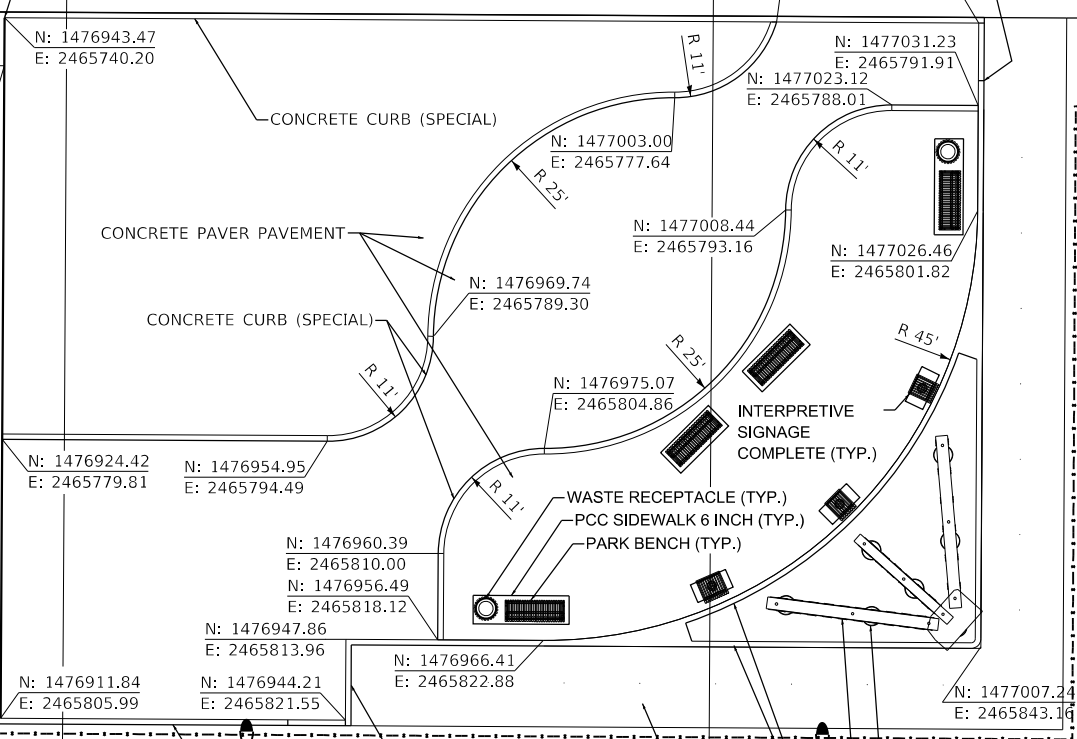 N: 1476943.47
E: 2465740.20
CONCRETE CURB (SPECIAL)
R 11'
N: 1477031.23
E: 2465791.91
N: 1477023.12
E: 2465788.01
N: 1477003.00
E: 2465777.64
R 11'
R 25'
CONCRETE PAVER PAVEMENT
N: 1477008.44
E: 2465793.16
N: 1477026.46
E: 2465801.82
N: 1476969.74
E: 2465789.30
CONCRETE CURB (SPECIAL)
R 45'
R 25'
R 11'
N: 1476975.07
E: 2465804.86
INTERPRETIVE
SIGNAGE
COMPLETE (TYP.)
N: 1476924.42
E: 2465779.81
N: 1476954.95
E: 2465794.49
R 11'
WASTE RECEPTACLE (TYP.)
PCC SIDEWALK 6 INCH (TYP.)
PARK BENCH (TYP.)
N: 1476960.39
E: 2465810.00
N: 1476956.49
E: 2465818.12
N: 1476947.86
E: 2465813.96
N: 1476966.41
E: 2465822.88
N: 1476911.84
E: 2465805.99
N: 1476944.21
E: 2465821.55
N: 1477007.24
E: 2465843.16